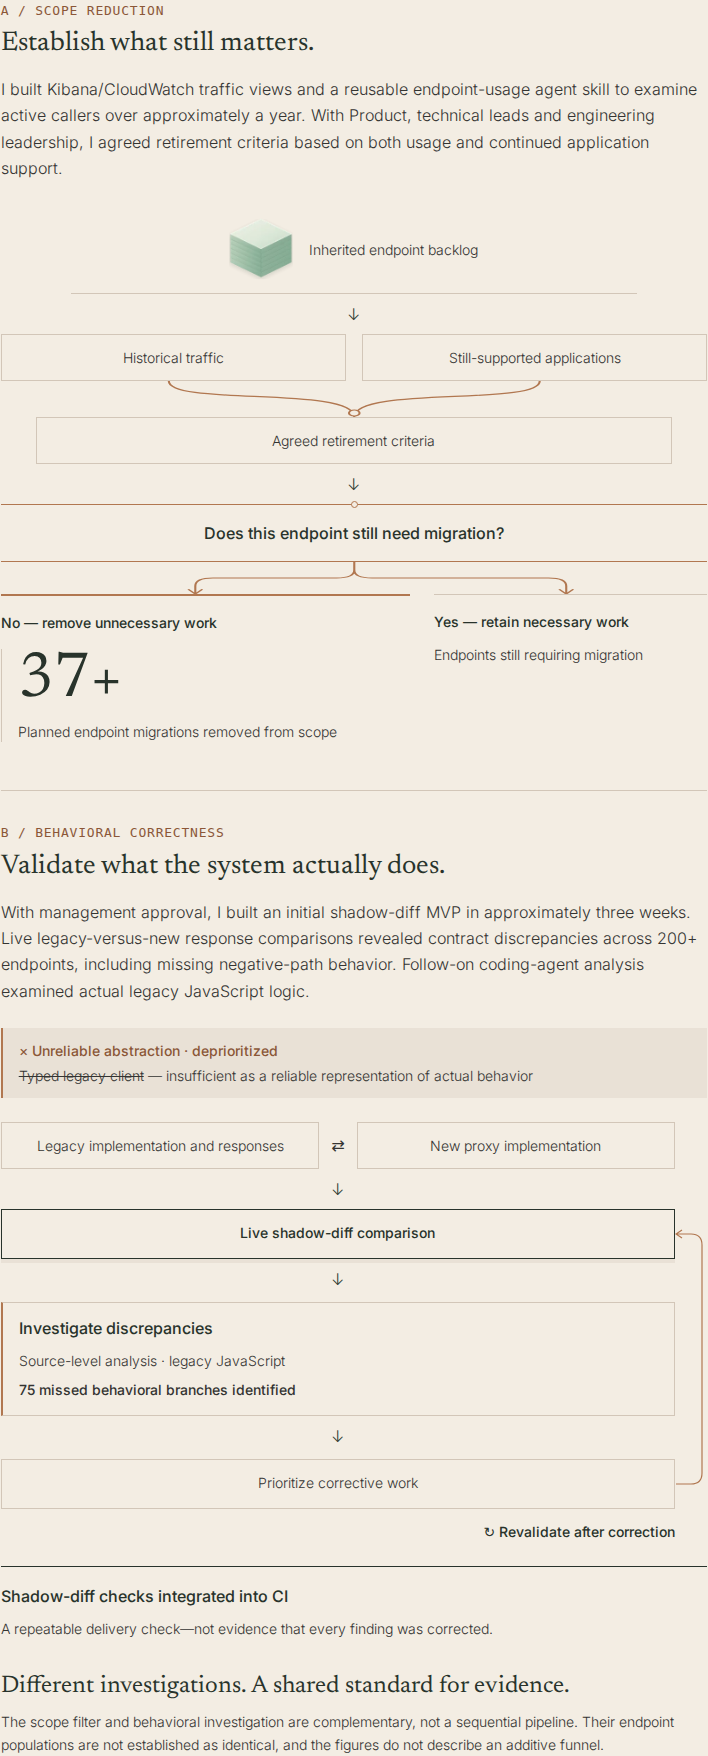 A / SCOPE REDUCTION
Establish what still matters.
I built Kibana/CloudWatch traffic views and a reusable endpoint-usage agent skill to examine
active callers over approximately a year. With Product, technical leads and engineering
leadership, I agreed retirement criteria based on both usage and continued application
support.
Inherited endpoint backlog
↓
Historical traffic
Still-supported applications
Agreed retirement criteria
↓
Does this endpoint still need migration?
No — remove unnecessary work
37+
Planned endpoint migrations removed from scope
Yes — retain necessary work
Endpoints still requiring migration
B / BEHAVIORAL CORRECTNESS
Validate what the system actually does.
With management approval, I built an initial shadow-diff MVP in approximately three weeks.
Live legacy-versus-new response comparisons revealed contract discrepancies across 200+
endpoints, including missing negative-path behavior. Follow-on coding-agent analysis
examined actual legacy JavaScript logic.
× Unreliable abstraction · deprioritized
Typed legacy client — insufficient as a reliable representation of actual behavior
Legacy implementation and responses
⇄
New proxy implementation
↓
Live shadow-diff comparison
↓
Investigate discrepancies
Source-level analysis · legacy JavaScript
75 missed behavioral branches identified
↓
Prioritize corrective work
↻ Revalidate after correction
Shadow-diff checks integrated into CI
A repeatable delivery check—not evidence that every finding was corrected.
Different investigations. A shared standard for evidence.
The scope filter and behavioral investigation are complementary, not a sequential pipeline. Their endpoint
populations are not established as identical, and the figures do not describe an additive funnel.